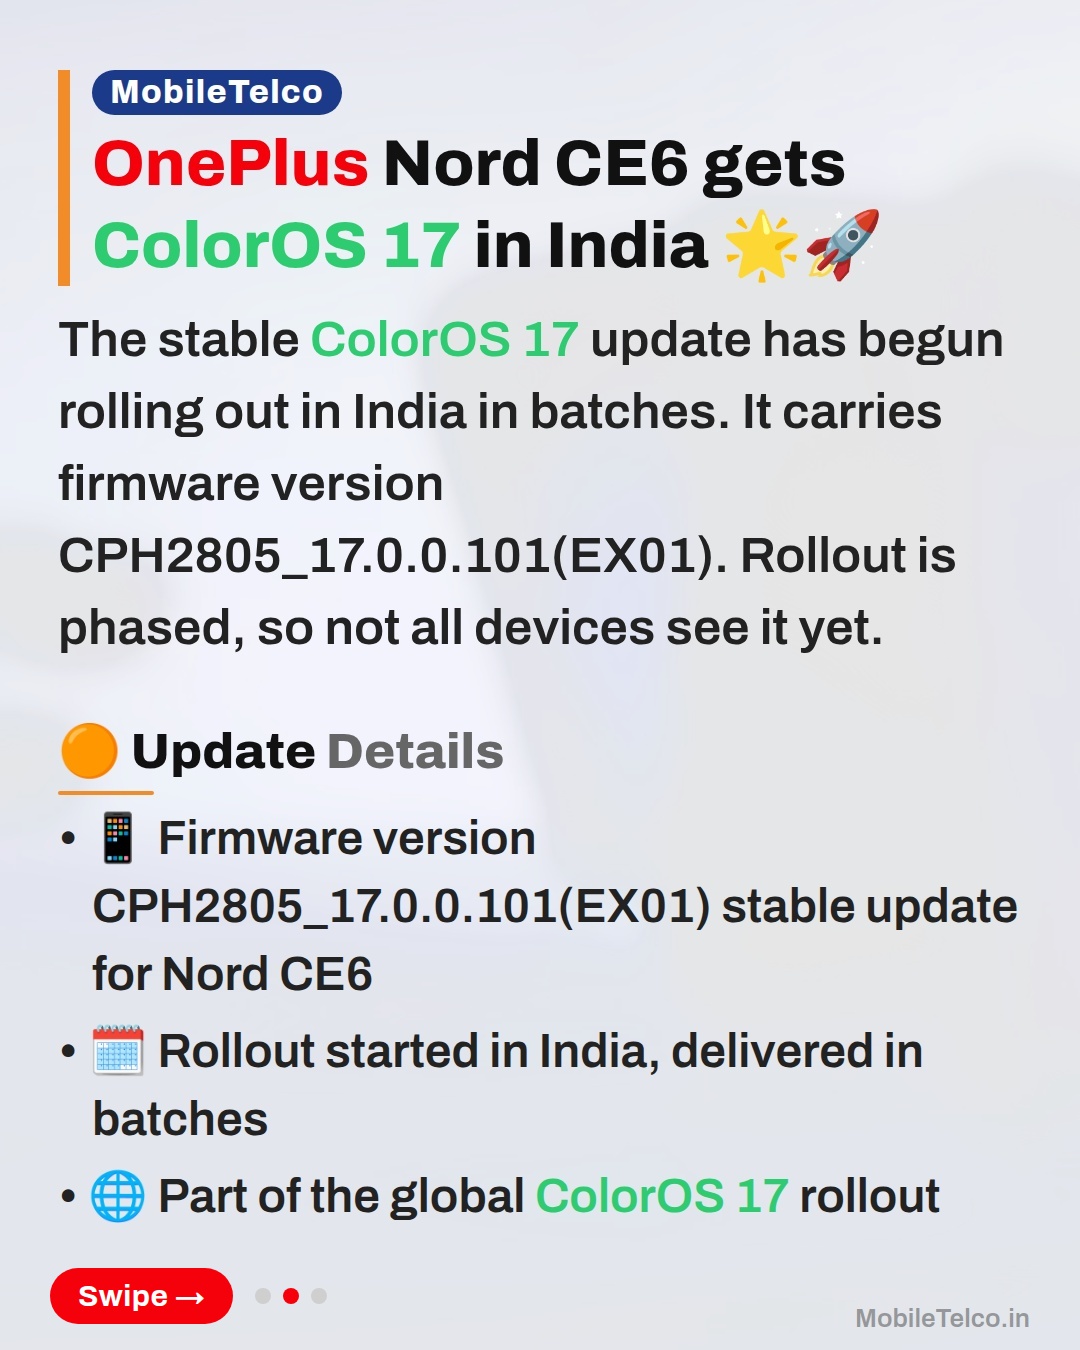 MobileTelco
OnePlus Nord CE6 gets
ColorOS 17 in India 🌟🚀
The stable ColorOS 17 update has begun
rolling out in India in batches. It carries
firmware version
CPH2805_17.0.0.101(EX01). Rollout is
phased, so not all devices see it yet.
🟠 Update Details
• 📱 Firmware version
CPH2805_17.0.0.101(EX01) stable update
for Nord CE6
• 🗓️ Rollout started in India, delivered in
batches
• 🌐 Part of the global ColorOS 17 rollout
Swipe →
MobileTelco.in